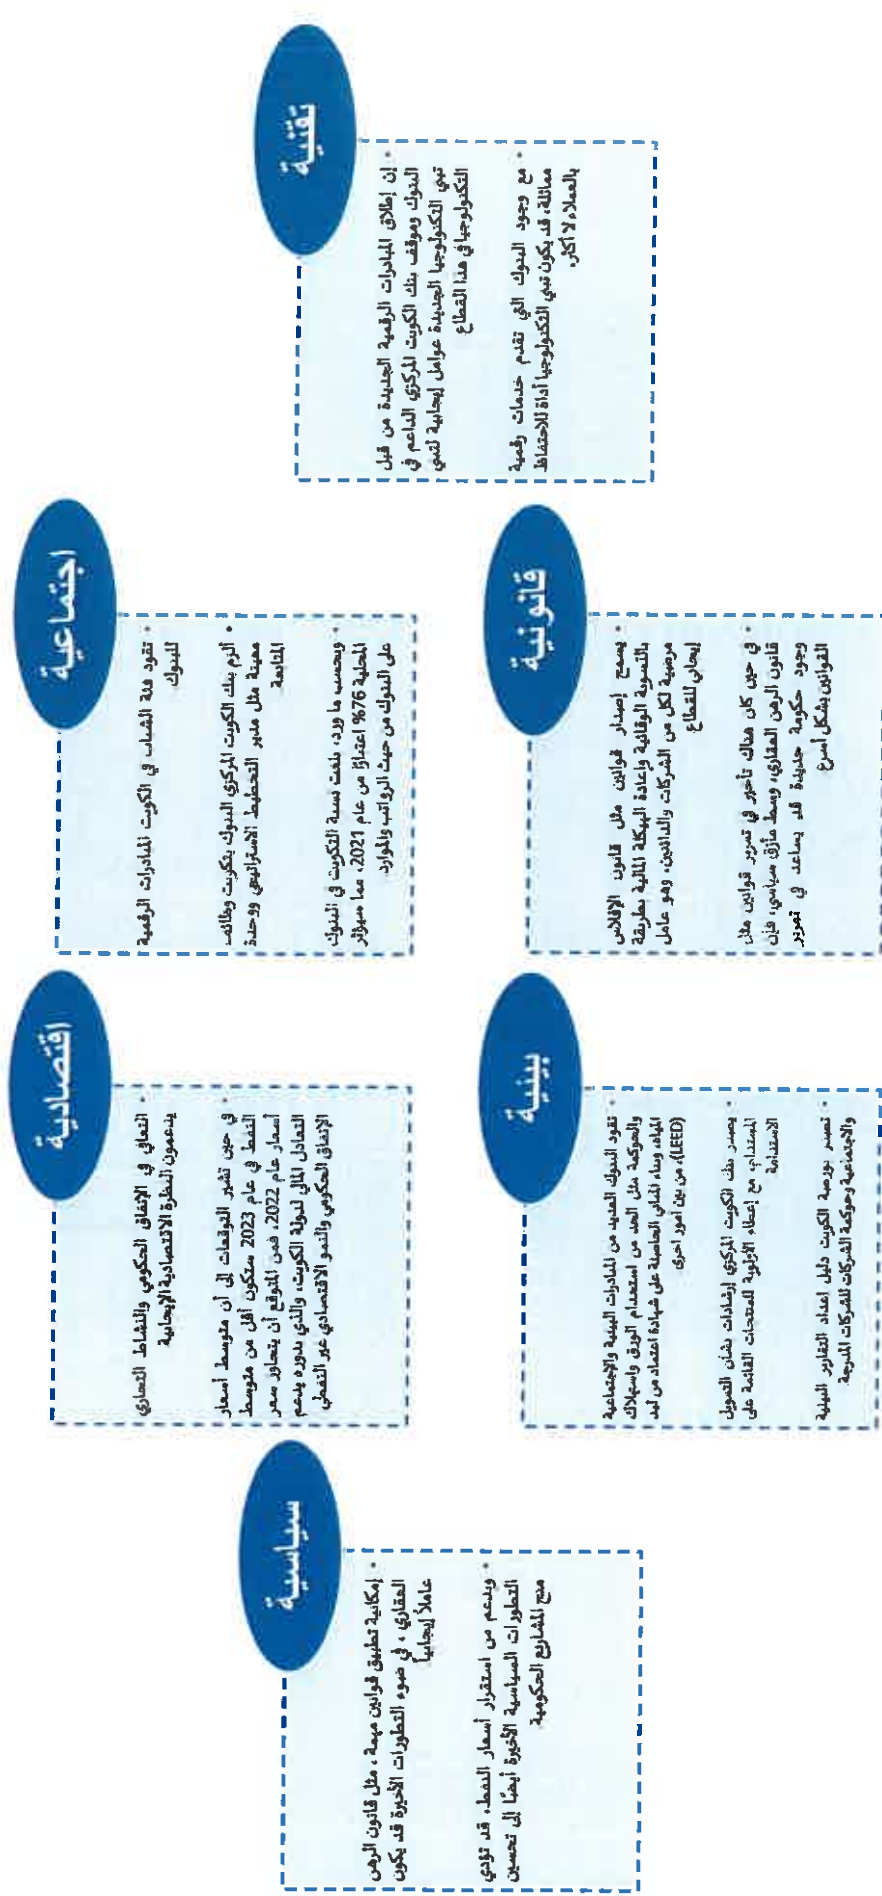 سياسية
• إمكانية تطبيق قوانين مهمة ، مثل قانون الرهن
العقاري ، في ضوء التطورات الأخيرة قد يكون
عاملاً إيجابياً
• وبدعم من استقرار أسعار النفط، قد تؤدي
التطورات السياسية الأخيرة أيضًا إلى تحسين
منح المشاريع الحكومية.
اقتصادية
• التعافي في الإنفاق الحكومي والنشاط التجاري
يدعمون النظرة الاقتصادية الإيجابية
• في حين تشير التوقعات إلى أن متوسط أسعار
النفط في عام 2023 ستكون أقل من متوسط
أسعار عام 2022، فمن المتوقع أن يتجاوز سعر
التعادل المالي لدولة الكويت، والذي بدوره يدعم
الإنفاق الحكومي والنمو الاقتصادي غير النفطي
اجتماعية
• تقود فئة الشباب في الكويت المبادرات الرقمية
للبنوك
• ألزم بنك الكويت المركزي البنوك بتكويت وظائف
معينة مثل مدير التخطيط الاستراتيجي ووحدة
المتابعة
• وبحسب ما ورد، بلغت نسبة التكويت في البنوك
المحلية 76% اعتبارًا من عام 2021، مما سيؤثر
على البنوك من حيث الرواتب والموارد
تقنية
• إن إطلاق المبادرات الرقمية الجديدة من قبل
البنوك وموقف بنك الكويت المركزي الداعم في
تبني التكنولوجيا الجديدة عوامل إيجابية لتبني
التكنولوجيا في هذا القطاع
• مع وجود البنوك التي تقدم خدمات رقمية
مماثلة، قد يكون تبني التكنولوجيا أداة للاحتفاظ
بالعملاء لا أكثر.
بيئية
• تقود البنوك العديد من المبادرات البيئية والاجتماعية
والحوكمة مثل الحد من استخدام الورق واستهلاك
المياه، وبناء المباني الحاصلة على شهادة اعتماد من ليد
(LEED)، من بين أمور أخرى
• يصدر بنك الكويت المركزي إرشادات بشأن التمويل
المستدام، مع إعطاء الأولوية للمنتجات القائمة على
الاستدامة
• تصدر بورصة الكويت دليل إعداد التقارير البيئية
والاجتماعية وحوكمة الشركات للشركات المدرجة.
قانونية
• يسمح إصدار قوانين مثل قانون الإفلاس
بالتسوية الوقائية وإعادة الهيكلة المالية بطريقة
مرضية لكل من الشركات والدائنين، وهو عامل
إيجابي للقطاع
• في حين كان هناك تأخير في تمرير قوانين مثل
قانون الرهن العقاري، وسط مأزق سياسي، فإن
وجود حكومة جديدة قد يساعد في تمرير
القوانين بشكل أسرع